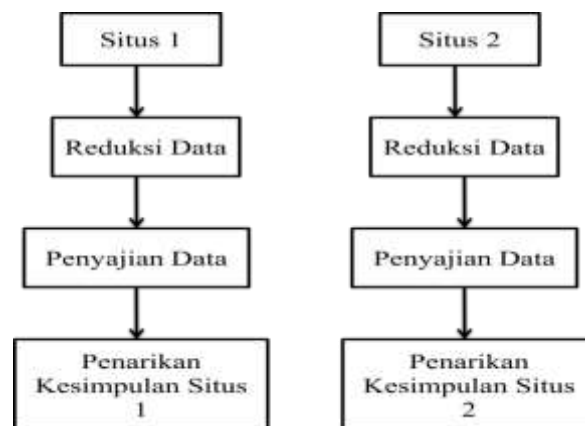 Situs 1
Reduksi Data
Penyajian Data
Penarikan
Kesimpulan Situs
1
Situs 2
Reduksi Data
Penyajian Data
Penarikan
Kesimpulan Situs
2